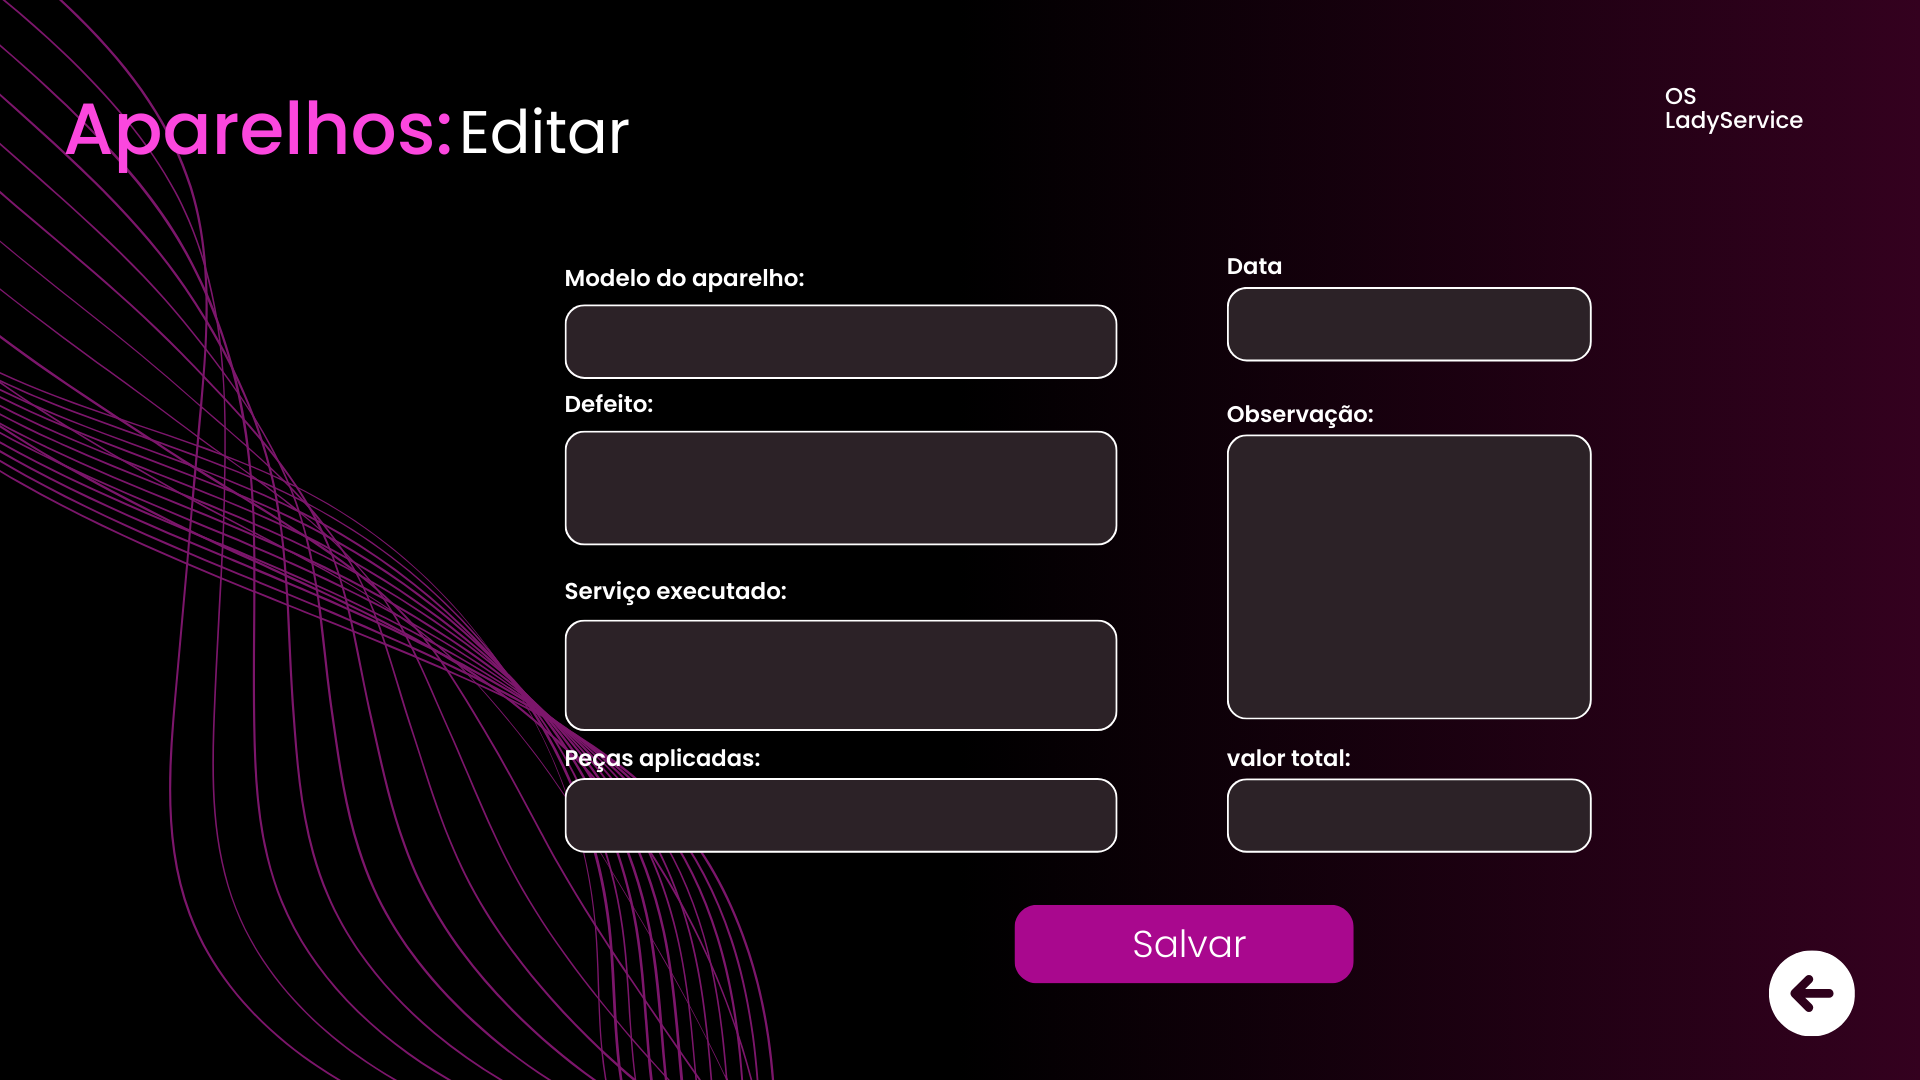 Aparelhos: Editar
OS
LadyService
Modelo do aparelho:
Defeito:
Serviço executado:
Peças aplicadas:
Data
Observação:
valor total:
Salvar